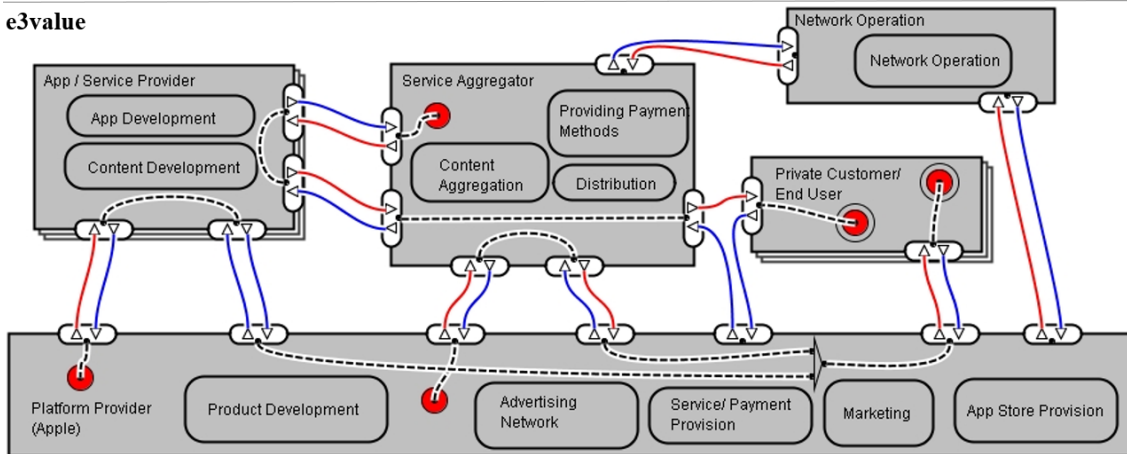 e3value
Network Operation
Network Operation
App / Service Provider
App Development
Content Development
Service Aggregator
Providing Payment
Methods
Content
Aggregation
Distribution
Private Customer/
End User
Platform Provider
(Apple)
Product Development
Advertising
Network
Service/ Payment
Provision
Marketing
App Store Provision